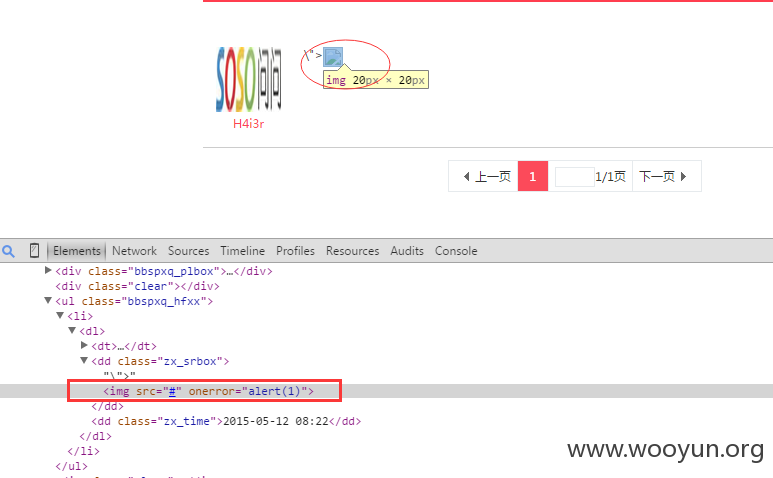 \">
SOSO问问
img 20px × 20px
H4i3r
上一页 1 1/1页 下一页
Elements Network Sources Timeline Profiles Resources Audits Console
<div class="bbspxq_plbox">…</div>
<div class="clear"></div>
<ul class="bbspxq_hfxx">
<li>
<dl>
<dt>…</dt>
<dd class="zx_srbox">
"\">"
<img src="#" onerror="alert(1)">
</dd>
<dd class="zx_time">2015-05-12 08:22</dd>
</dl>
</li>
</ul>
www.wooyun.org